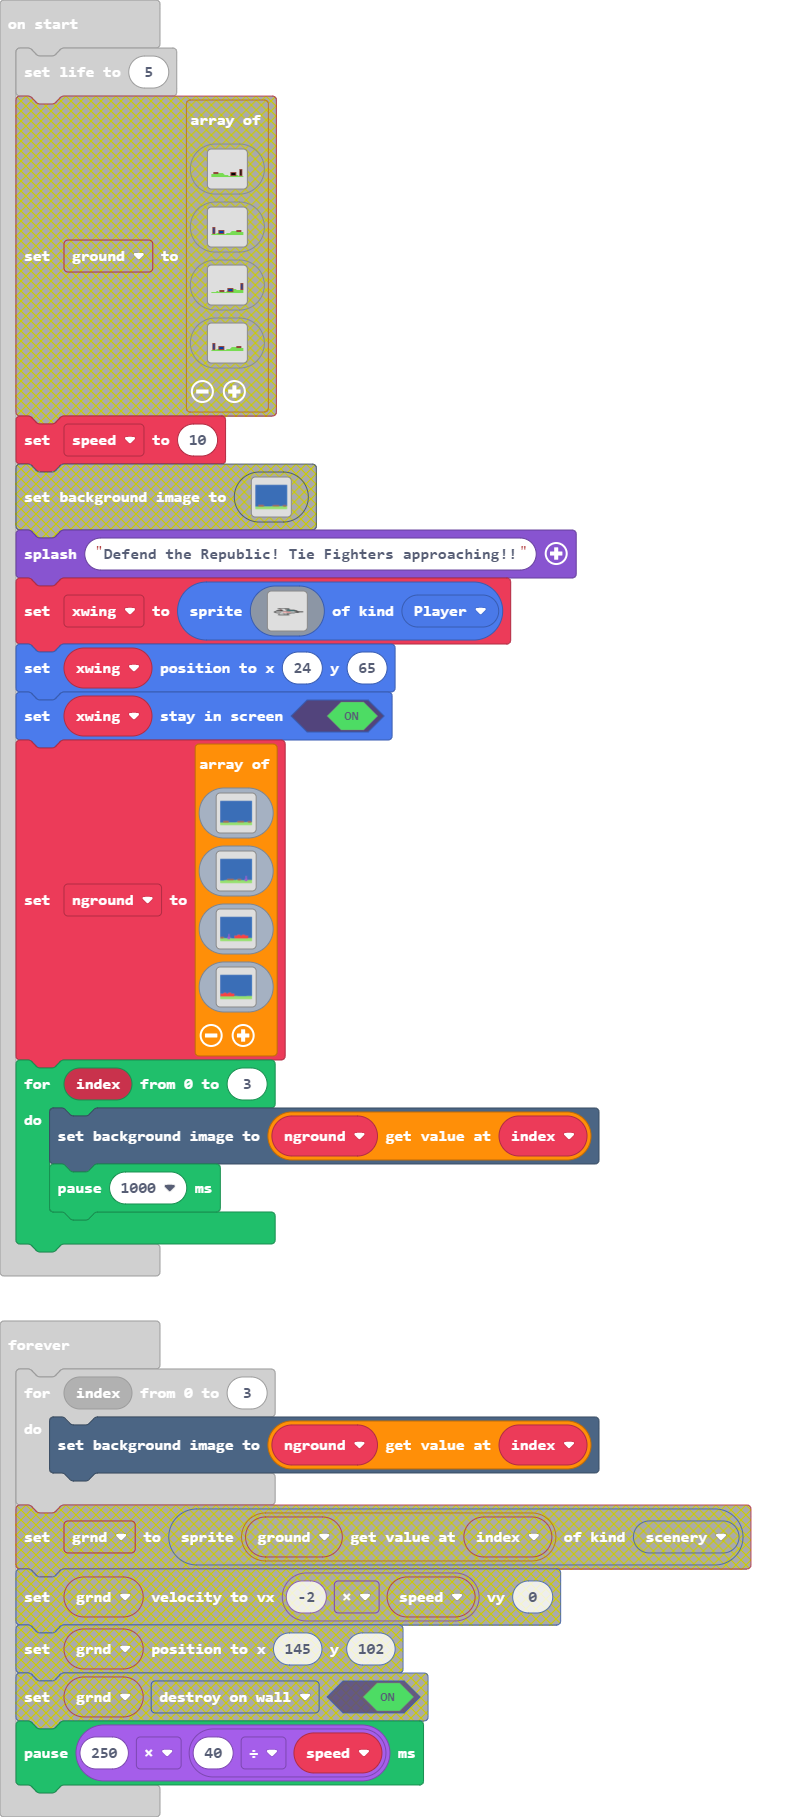 on start
set life to 5
array of
set ground to
set speed to 10
set background image to
splash "Defend the Republic! Tie Fighters approaching!!"
set xwing to sprite of kind Player
set xwing position to x 24 y 65
set xwing stay in screen ON
array of
set nground to
for index from 0 to 3
do
set background image to nground get value at index
pause 1000 ms
forever
for index from 0 to 3
do
set background image to nground get value at index
set grnd to sprite ground get value at index of kind scenery
set grnd velocity to vx -2 × speed vy 0
set grnd position to x 145 y 102
set grnd destroy on wall ON
pause 250 × 40 ÷ speed ms